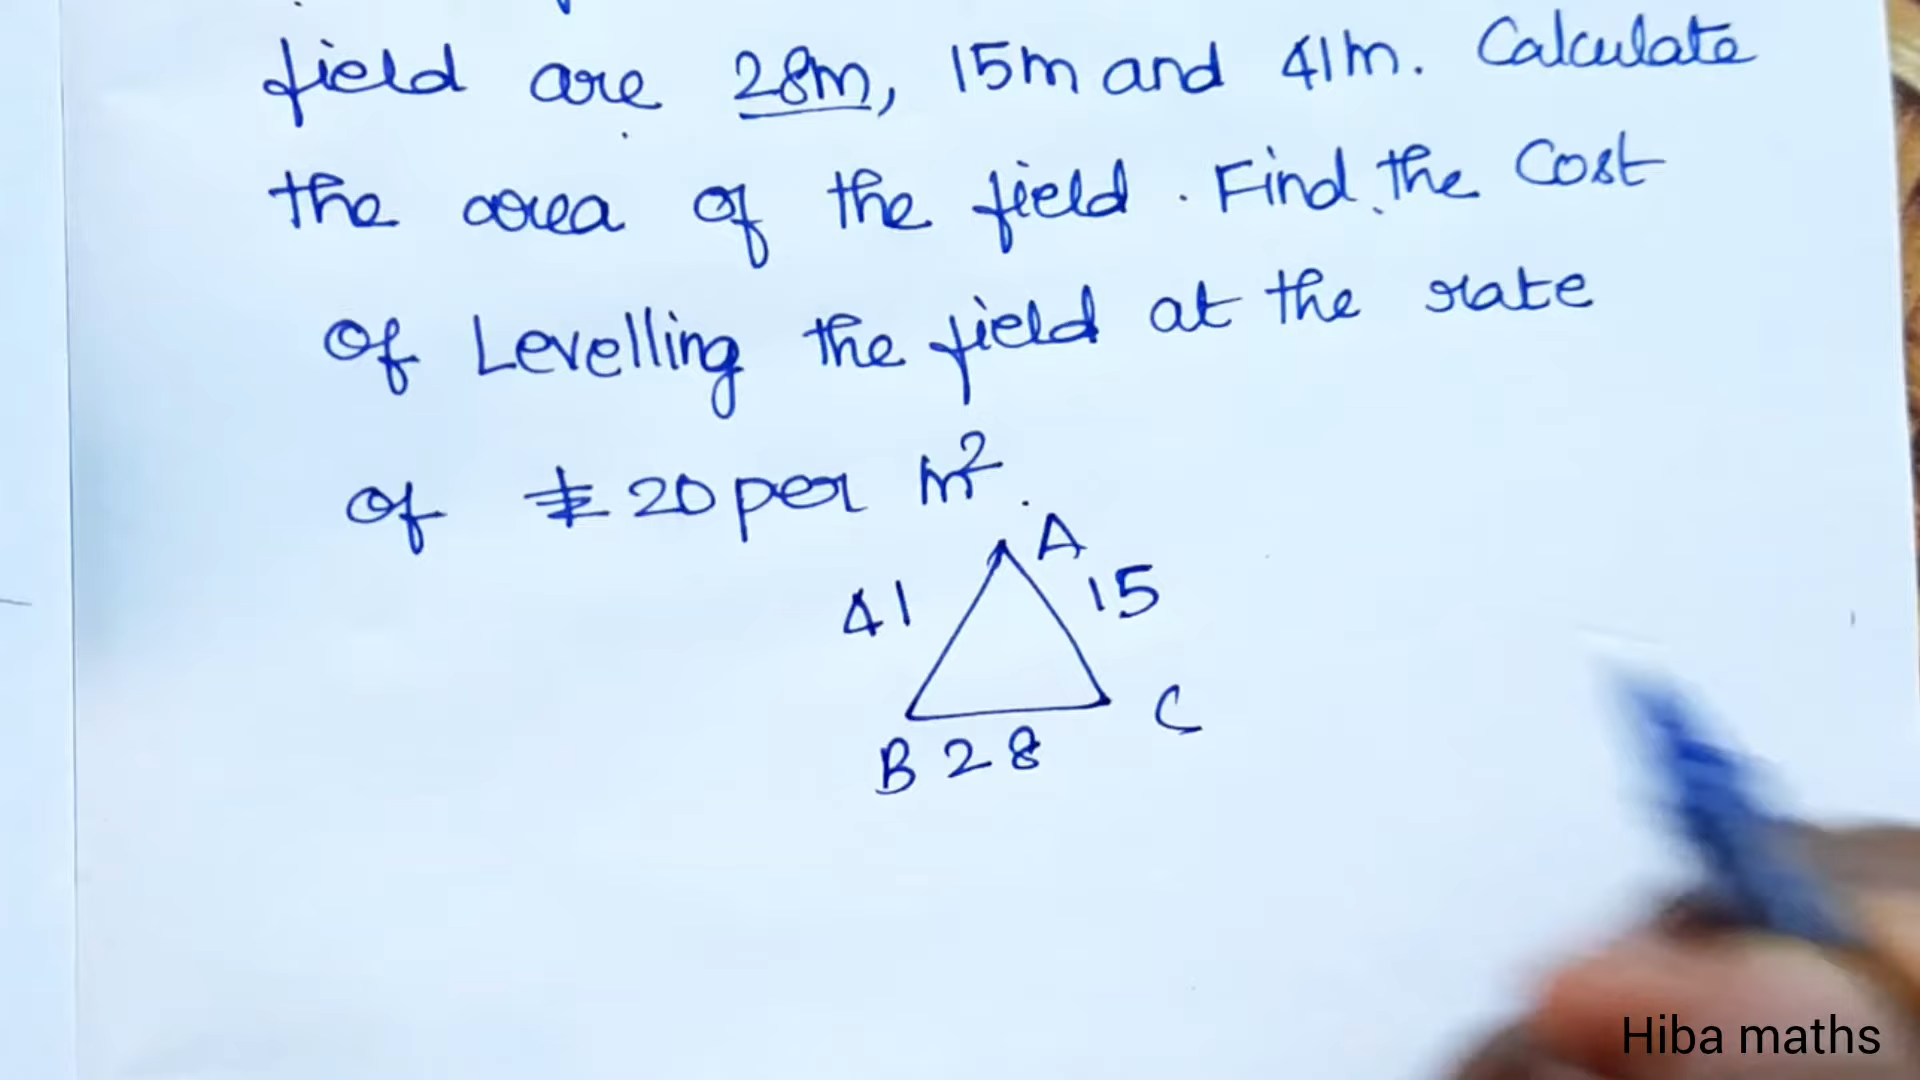 field are 28m, 15m and 41m. Calculate
the area of the field. Find the Cost
of Levelling the field at the rate
of ₹ 20 per m².
A
41
15
B 28
C
Hiba maths